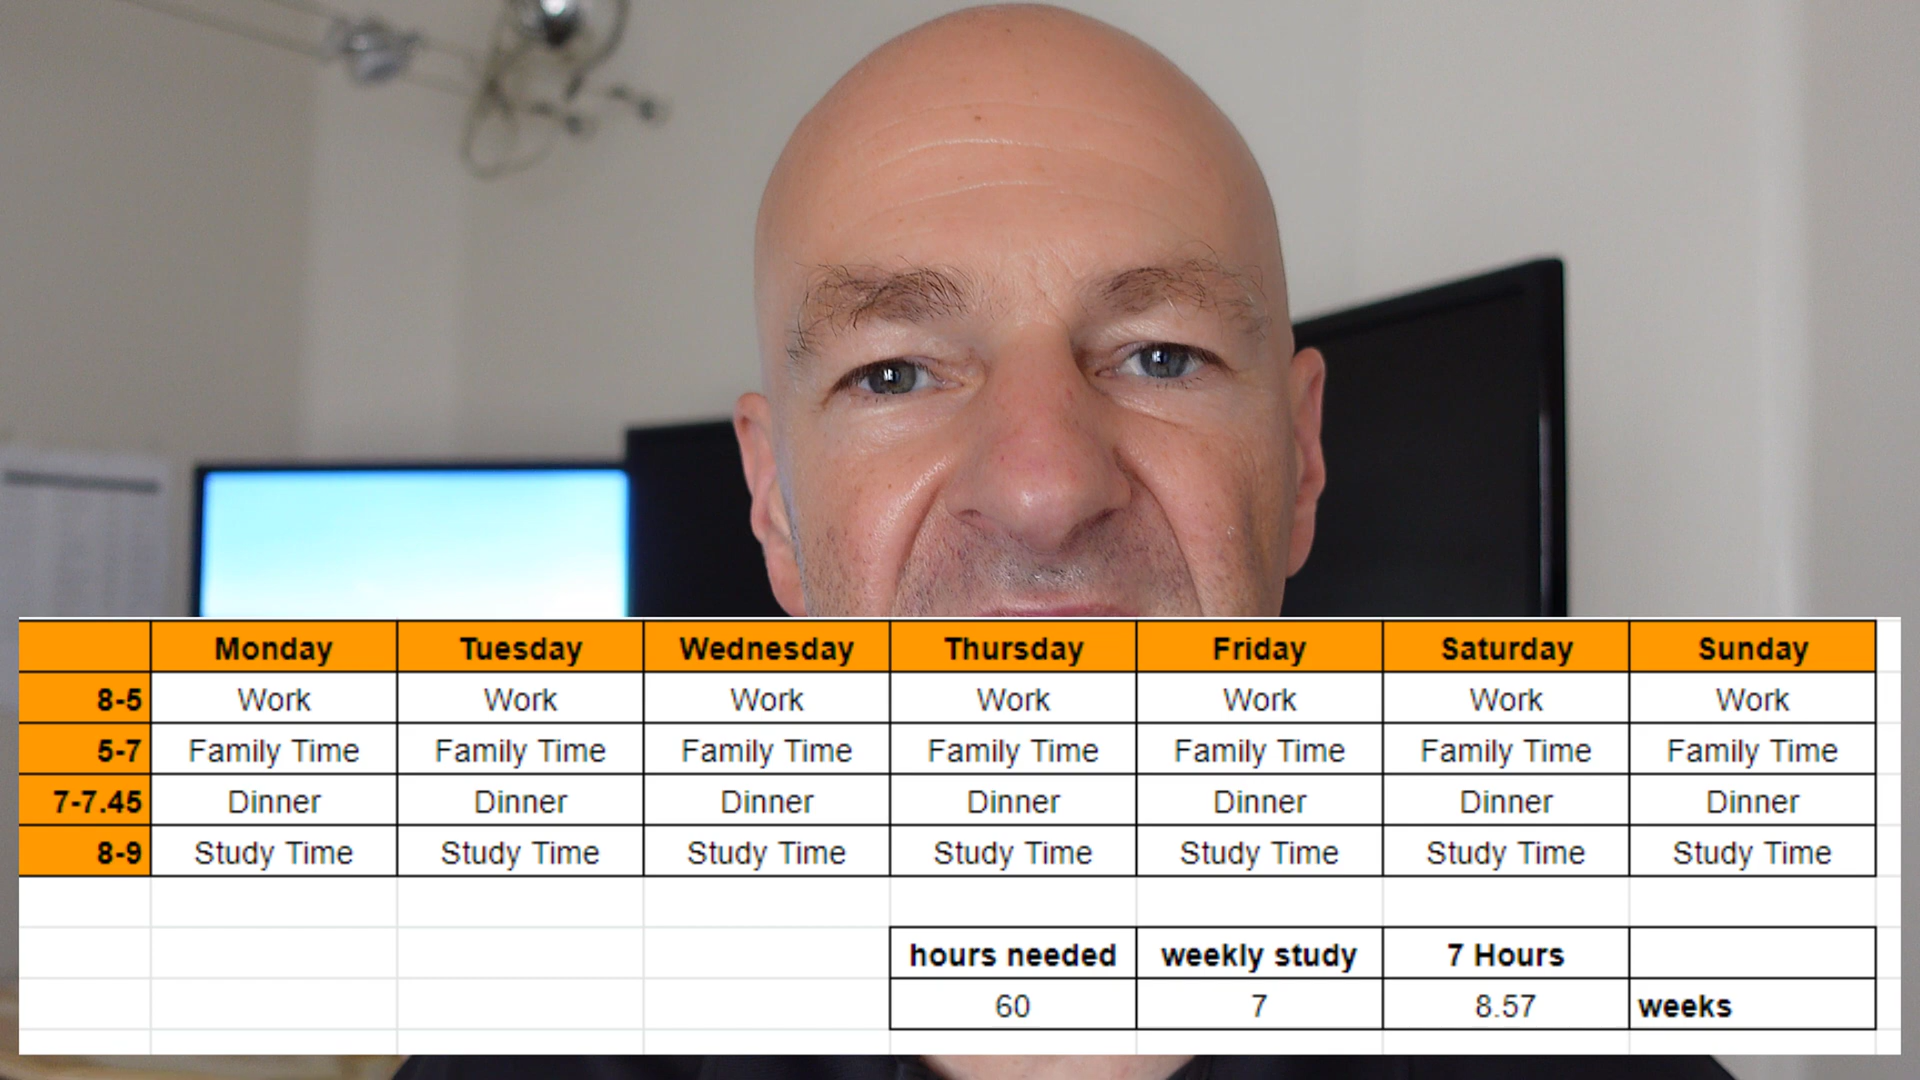 Monday Tuesday Wednesday Thursday Friday Saturday Sunday
8-5 Work Work Work Work Work Work Work
5-7 Family Time Family Time Family Time Family Time Family Time Family Time Family Time
7-7.45 Dinner Dinner Dinner Dinner Dinner Dinner Dinner
8-9 Study Time Study Time Study Time Study Time Study Time Study Time Study Time
hours needed weekly study 7 Hours
60 7 8.57 weeks